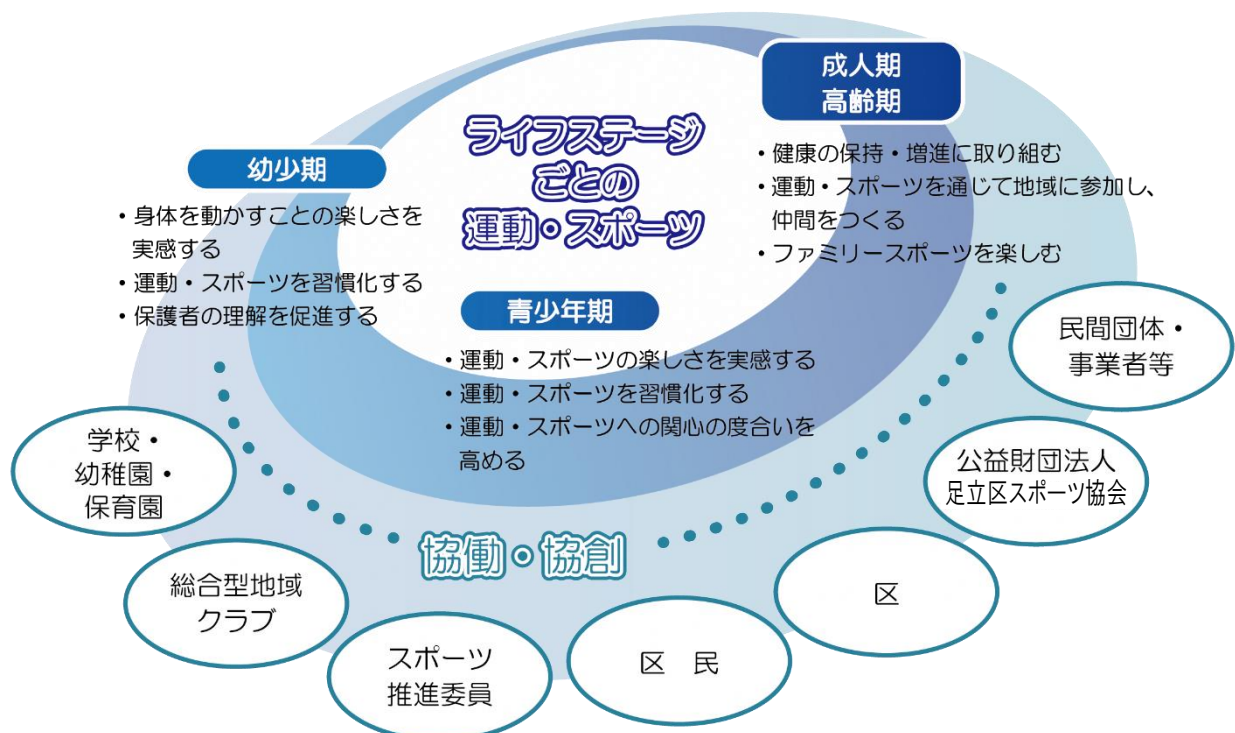 ライフステージ
ごとの
運動・スポーツ
幼少期
・身体を動かすことの楽しさを
実感する
・運動・スポーツを習慣化する
・保護者の理解を促進する
青少年期
・運動・スポーツの楽しさを実感する
・運動・スポーツを習慣化する
・運動・スポーツへの関心の度合いを
高める
成人期
高齢期
・健康の保持・増進に取り組む
・運動・スポーツを通じて地域に参加し、
仲間をつくる
・ファミリースポーツを楽しむ
協働・協創
学校・
幼稚園・
保育園
総合型地域
クラブ
スポーツ
推進委員
区 民
区
公益財団法人
足立区スポーツ協会
民間団体・
事業者等